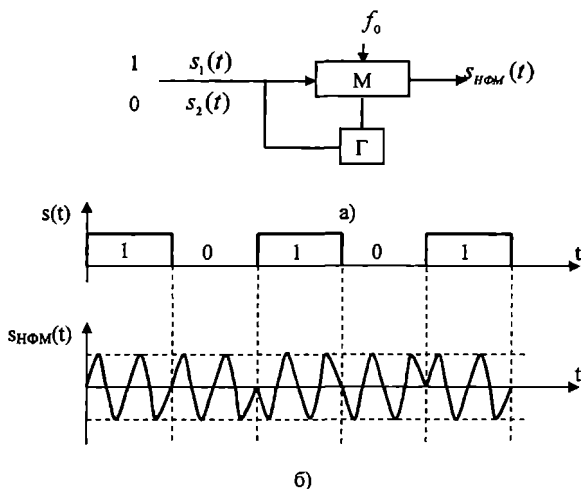 f₀
1 s₁(t) М s_НФМ(t)
0 s₂(t)
Г
s(t) а)
1 0 1 0 1 t
s_НФМ(t) t
б)